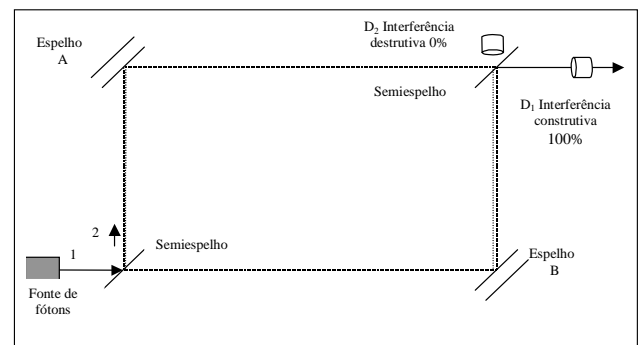 Espelho
A
D₂ Interferência
destrutiva 0%
Semiespelho
D₁ Interferência
construtiva
100%
2
1
Semiespelho
Fonte de
fótons
Espelho
B